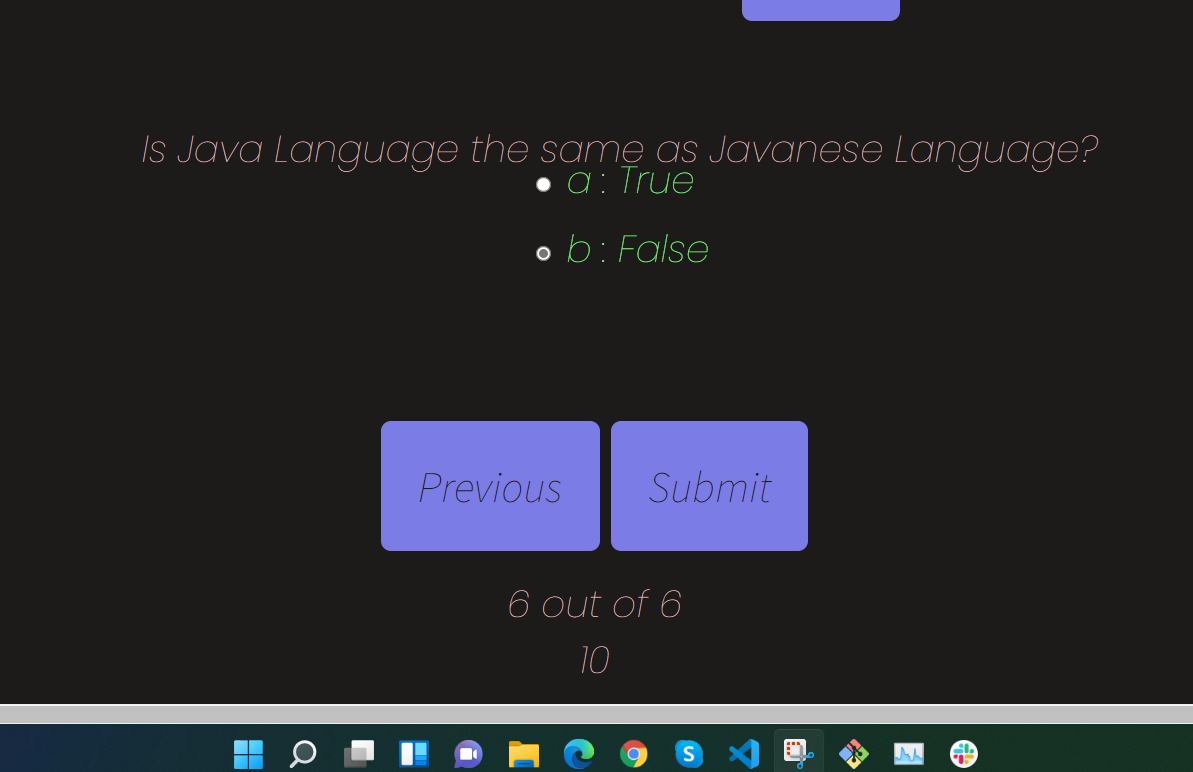 Is Java Language the same as Javanese Language?
a : True
b : False
Previous
Submit
6 out of 6
10